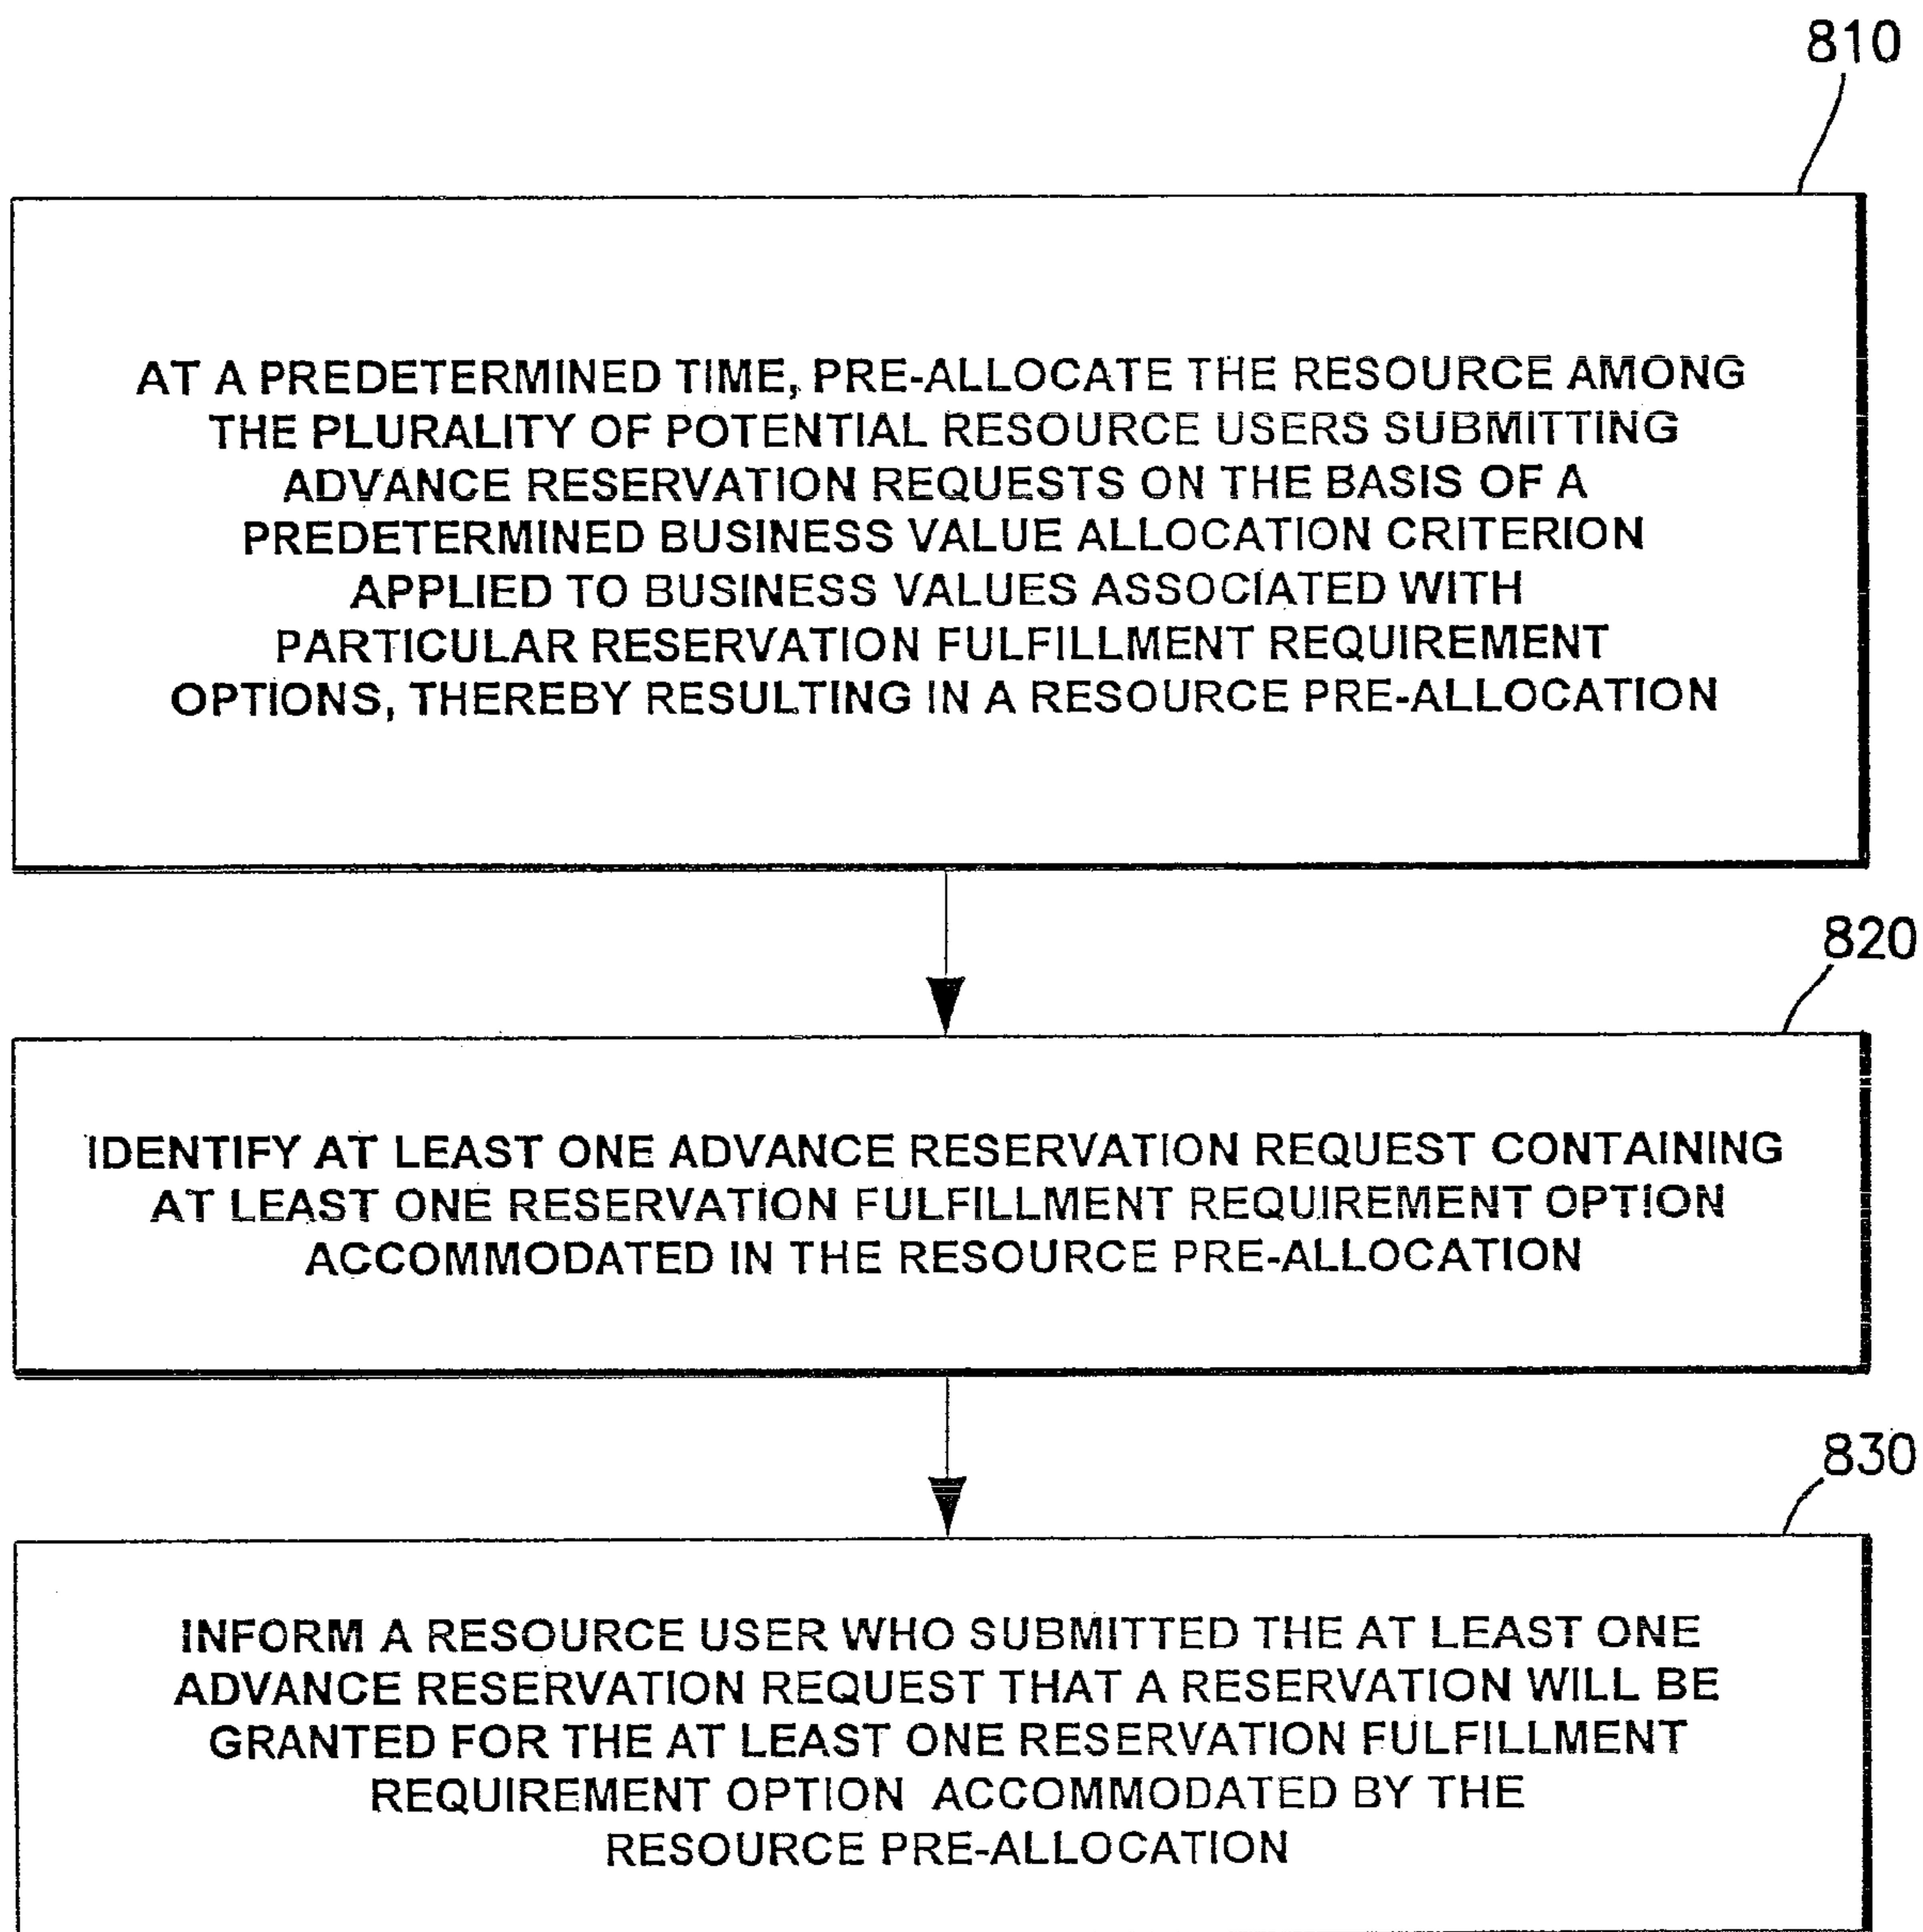 810
AT A PREDETERMINED TIME, PRE-ALLOCATE THE RESOURCE AMONG
THE PLURALITY OF POTENTIAL RESOURCE USERS SUBMITTING
ADVANCE RESERVATION REQUESTS ON THE BASIS OF A
PREDETERMINED BUSINESS VALUE ALLOCATION CRITERION
APPLIED TO BUSINESS VALUES ASSOCIATED WITH
PARTICULAR RESERVATION FULFILLMENT REQUIREMENT
OPTIONS, THEREBY RESULTING IN A RESOURCE PRE-ALLOCATION
820
IDENTIFY AT LEAST ONE ADVANCE RESERVATION REQUEST CONTAINING
AT LEAST ONE RESERVATION FULFILLMENT REQUIREMENT OPTION
ACCOMMODATED IN THE RESOURCE PRE-ALLOCATION
830
INFORM A RESOURCE USER WHO SUBMITTED THE AT LEAST ONE
ADVANCE RESERVATION REQUEST THAT A RESERVATION WILL BE
GRANTED FOR THE AT LEAST ONE RESERVATION FULFILLMENT
REQUIREMENT OPTION ACCOMMODATED BY THE
RESOURCE PRE-ALLOCATION